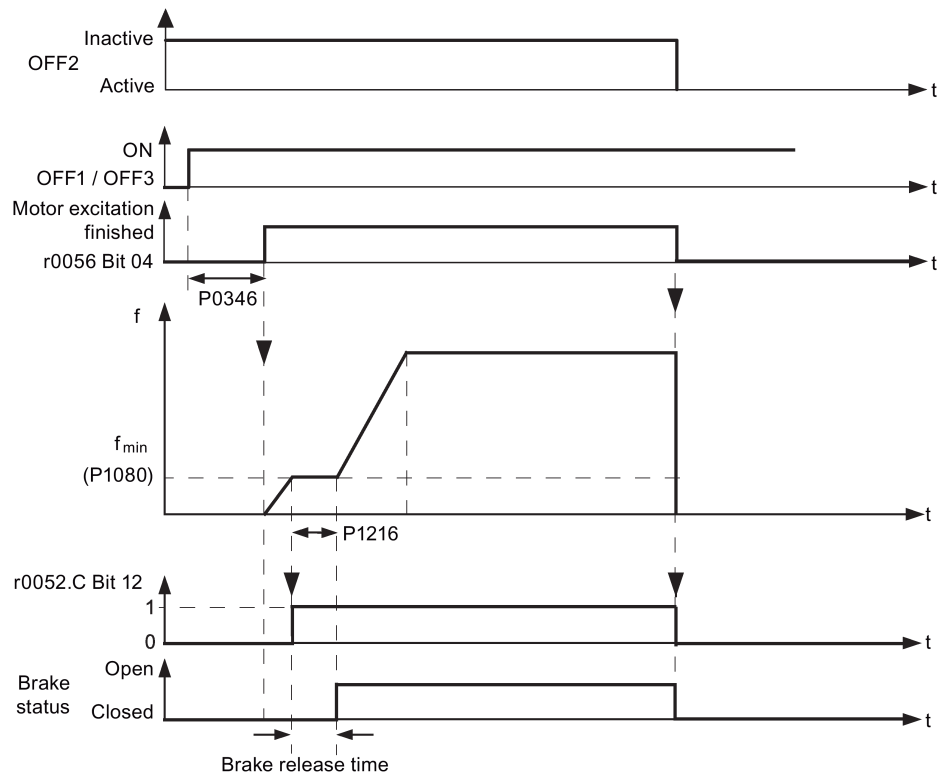 Inactive
OFF2
Active
t
ON
OFF1 / OFF3
t
Motor excitation
finished
r0056 Bit 04
t
P0346
f
fmin
(P1080)
t
P1216
r0052.C Bit 12
1
0
t
Open
Brake
status
Closed
t
Brake release time